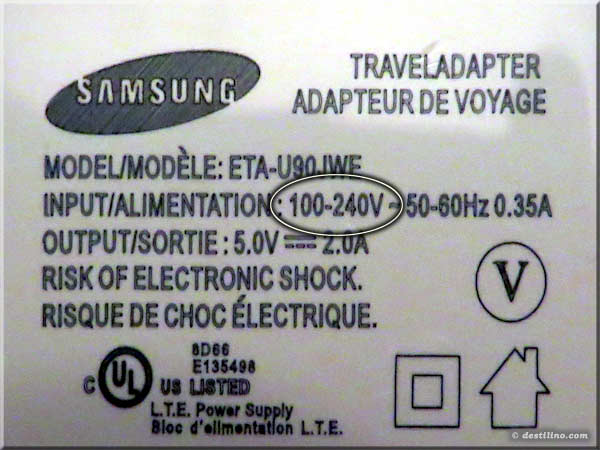 SAMSUNG
TRAVELADAPTER
ADAPTEUR DE VOYAGE
MODEL/MODÈLE: ETA-U90JWE
INPUT/ALIMENTATION: 100-240V ~ 50-60Hz 0.35A
OUTPUT/SORTIE : 5.0V ⎓ 2.0A
RISK OF ELECTRONIC SHOCK.
RISQUE DE CHOC ÉLECTRIQUE.
V
8D66
E135498
C UL US LISTED
L.T.E. Power Supply
Bloc d'elimentation L.T.E.
© destilino.com